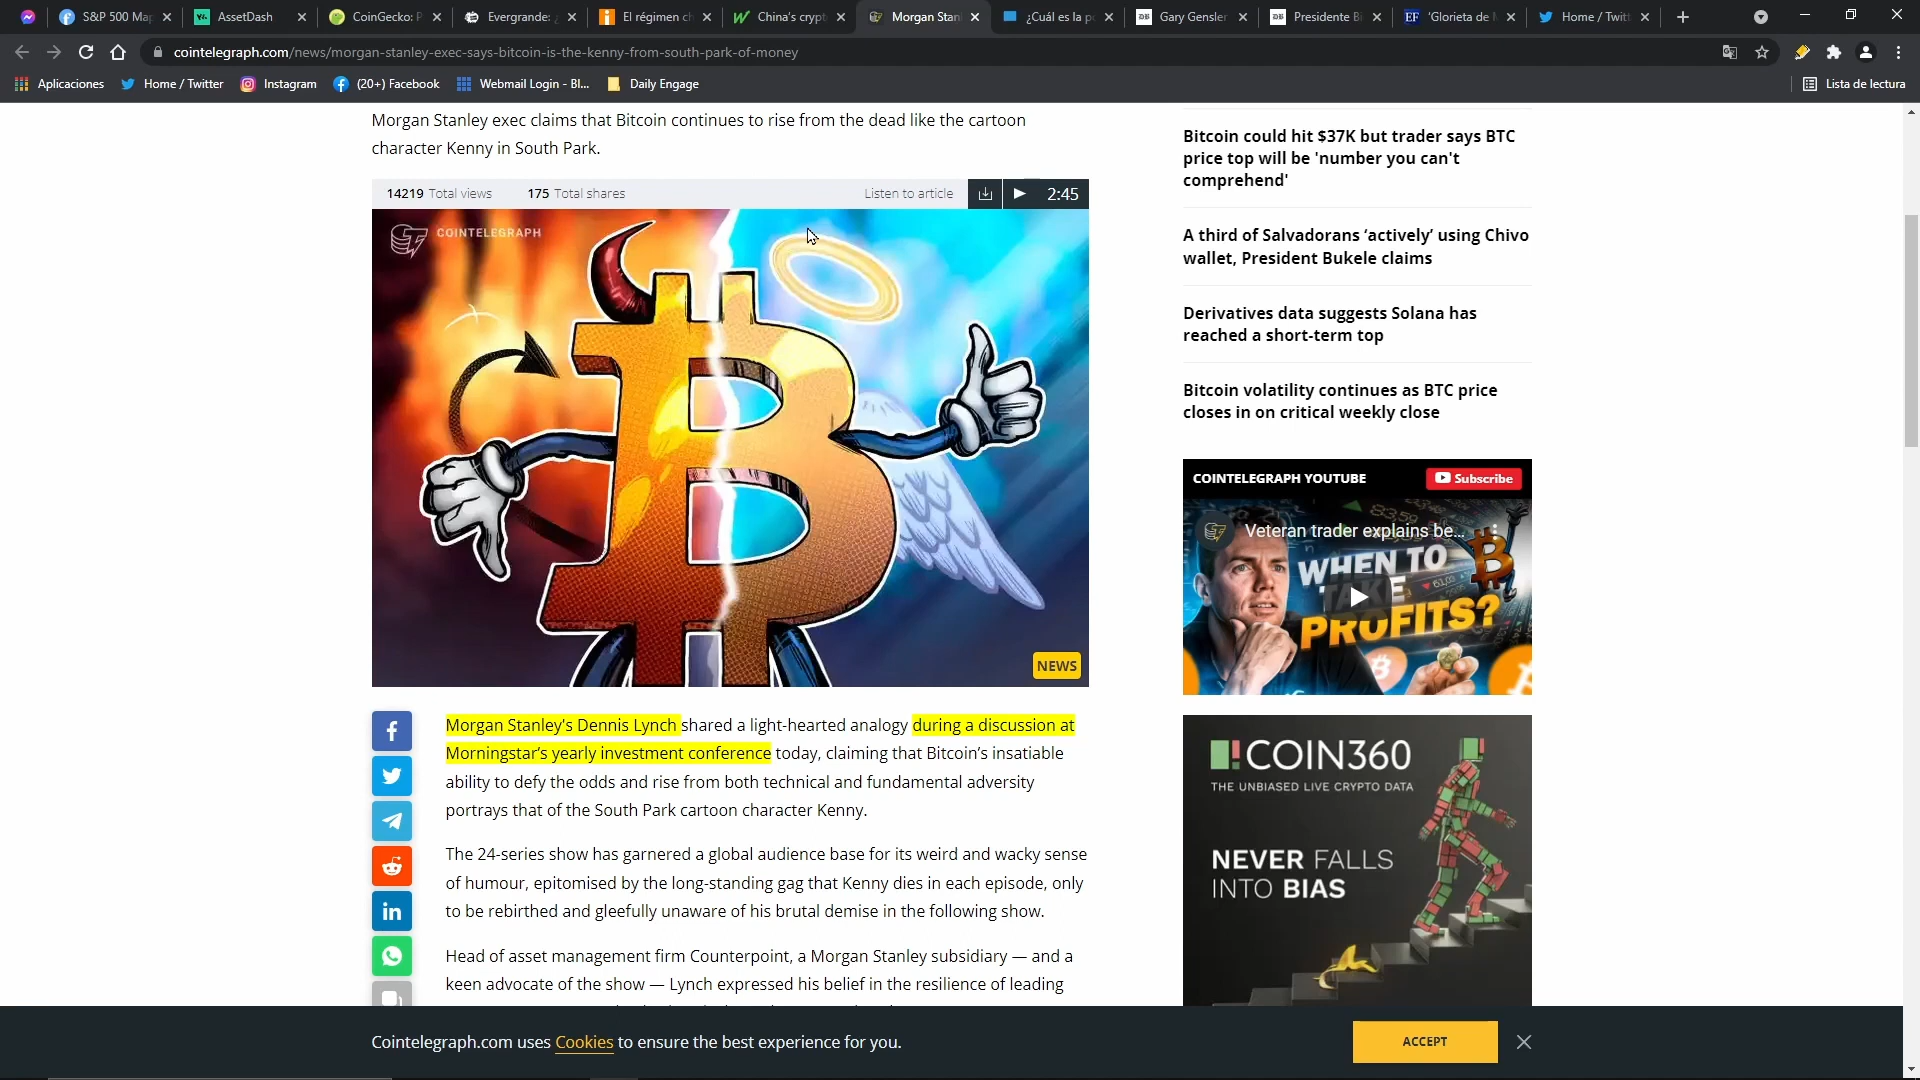 S&P 500 Map
AssetDash
CoinGecko: P
Evergrande: ¿
El régimen ch
China's crypt
Morgan Stan
¿Cuál es la pe
Gary Gensler
Presidente Bi
'Glorieta de M
Home / Twitt
cointelegraph.com/news/morgan-stanley-exec-says-bitcoin-is-the-kenny-from-south-park-of-money
Aplicaciones
Home / Twitter
Instagram
(20+) Facebook
Webmail Login - Bl...
Daily Engage
Lista de lectura
Morgan Stanley exec claims that Bitcoin continues to rise from the dead like the cartoon
character Kenny in South Park.
14219 Total views
175 Total shares
Listen to article
2:45
COINTELEGRAPH
NEWS
Morgan Stanley's Dennis Lynch shared a light-hearted analogy during a discussion at
Morningstar’s yearly investment conference today, claiming that Bitcoin’s insatiable
ability to defy the odds and rise from both technical and fundamental adversity
portrays that of the South Park cartoon character Kenny.
The 24-series show has garnered a global audience base for its weird and wacky sense
of humour, epitomised by the long-standing gag that Kenny dies in each episode, only
to be rebirthed and gleefully unaware of his brutal demise in the following show.
Head of asset management firm Counterpoint, a Morgan Stanley subsidiary — and a
keen advocate of the show — Lynch expressed his belief in the resilience of leading
Bitcoin could hit $37K but trader says BTC
price top will be 'number you can't
comprehend'
A third of Salvadorans ‘actively’ using Chivo
wallet, President Bukele claims
Derivatives data suggests Solana has
reached a short-term top
Bitcoin volatility continues as BTC price
closes in on critical weekly close
COINTELEGRAPH YOUTUBE
Subscribe
Veteran trader explains be...
WHEN TO
TAKE
PROFITS?
COIN360
THE UNBIASED LIVE CRYPTO DATA
NEVER FALLS
INTO BIAS
Cointelegraph.com uses Cookies to ensure the best experience for you.
ACCEPT